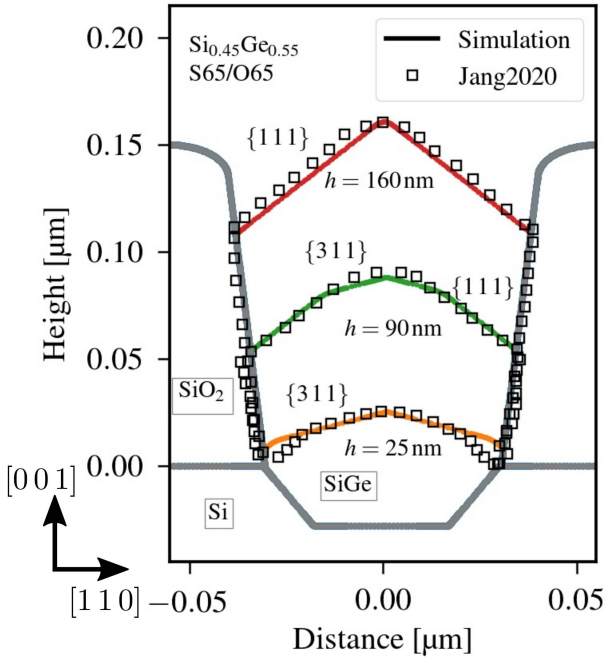 0.20
0.15
0.10
0.05
0.00
Height [µm]
Si0.45Ge0.55
S65/O65
Simulation
Jang2020
{111}
h = 160 nm
{311}
{111}
h = 90 nm
{311}
h = 25 nm
SiO2
SiGe
Si
[0 0 1]
[1 1 0]
−0.05
0.00
0.05
Distance [µm]